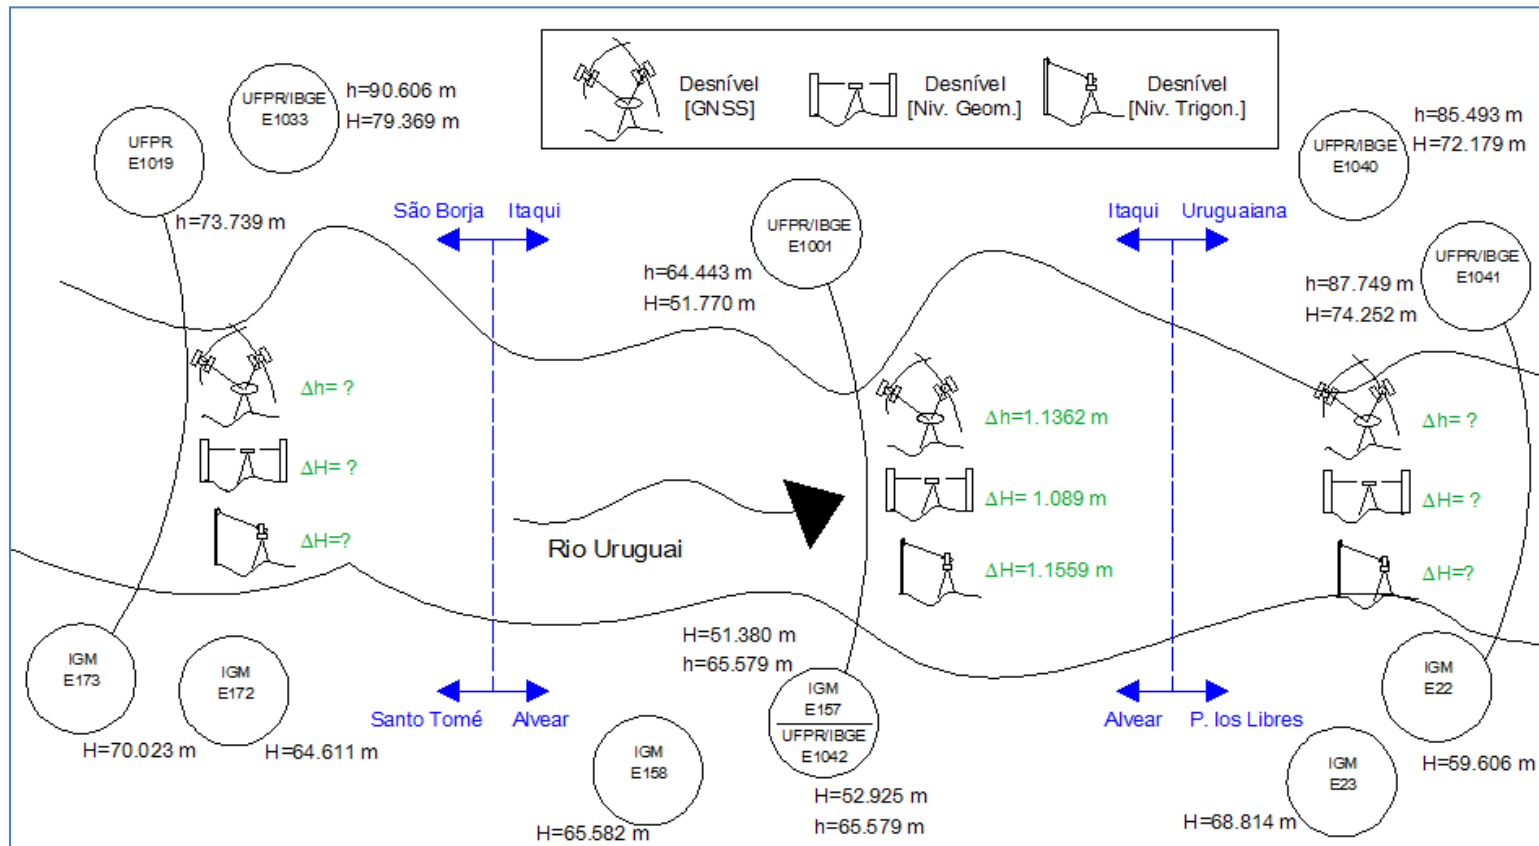 UFPR/IBGE
E1033
h=90.606 m
H=79.369 m
UFPR
E1019
h=73.739 m
Desnível
[GNSS]
Desnível
[Niv. Geom.]
Desnível
[Niv. Trigon.]
h=85.493 m
H=72.179 m
UFPR/IBGE
E1040
São Borja
Itaqui
UFPR/IBGE
E1001
h=64.443 m
H=51.770 m
Itaqui
Uruguaiana
UFPR/IBGE
E1041
h=87.749 m
H=74.252 m
Δh= ?
ΔH= ?
ΔH=?
Δh=1.1362 m
ΔH= 1.089 m
ΔH=1.1559 m
Δh= ?
ΔH= ?
ΔH=?
Rio Uruguai
IGM
E173
H=70.023 m
IGM
E172
H=64.611 m
Santo Tomé
Alvear
H=51.380 m
h=65.579 m
IGM
E157
UFPR/IBGE
E1042
H=52.925 m
h=65.579 m
IGM
E158
H=65.582 m
Alvear
P. los Libres
IGM
E22
H=59.606 m
IGM
E23
H=68.814 m